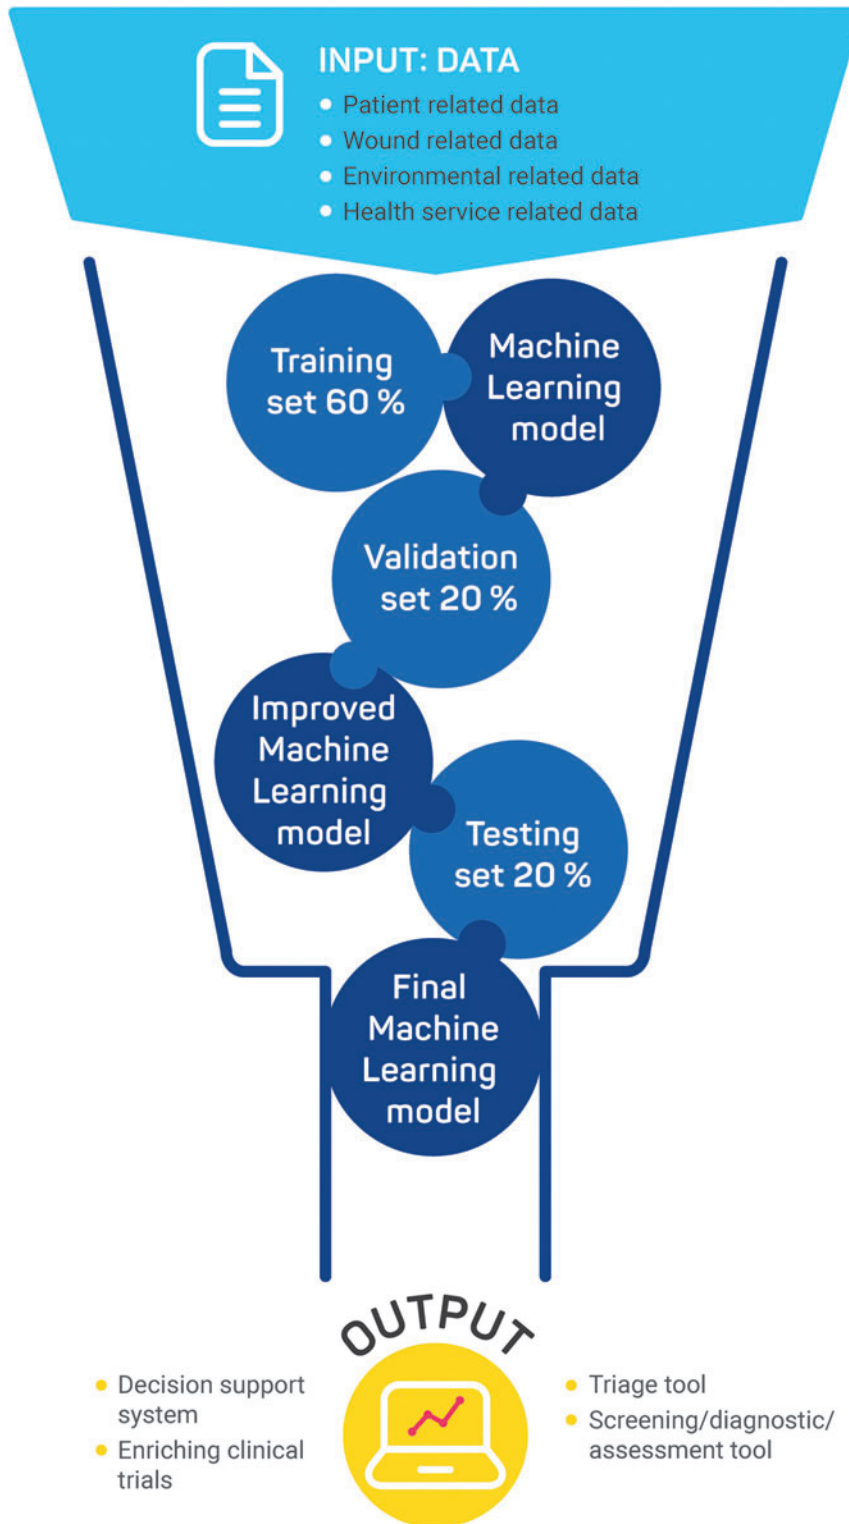 INPUT: DATA
• Patient related data
• Wound related data
• Environmental related data
• Health service related data
Training
set 60 %
Machine
Learning
model
Validation
set 20 %
Improved
Machine
Learning
model
Testing
set 20 %
Final
Machine
Learning
model
OUTPUT
• Decision support
system
• Enriching clinical
trials
• Triage tool
• Screening/diagnostic/
assessment tool